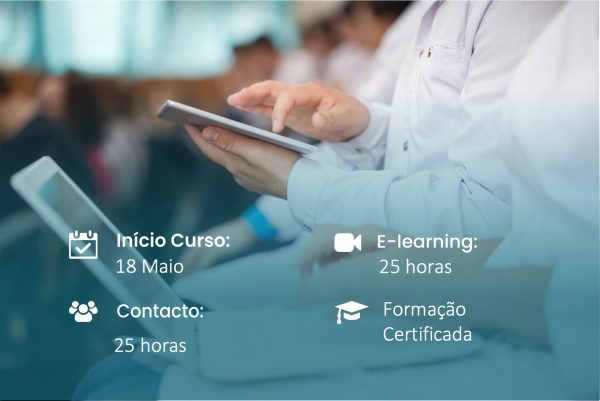 Início Curso:
18 Maio
E-learning:
25 horas
Contacto:
25 horas
Formação
Certificada